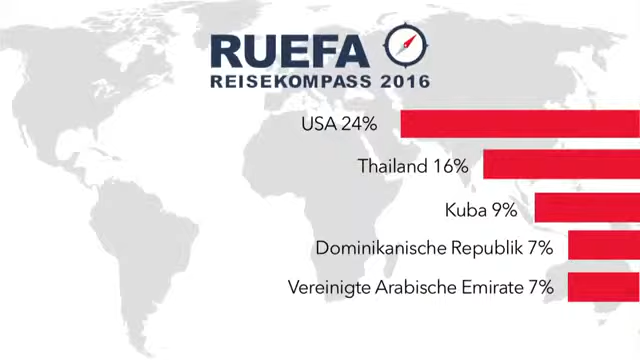 RUEFA
REISEKOMPASS 2016
USA 24%
Thailand 16%
Kuba 9%
Dominikanische Republik 7%
Vereinigte Arabische Emirate 7%